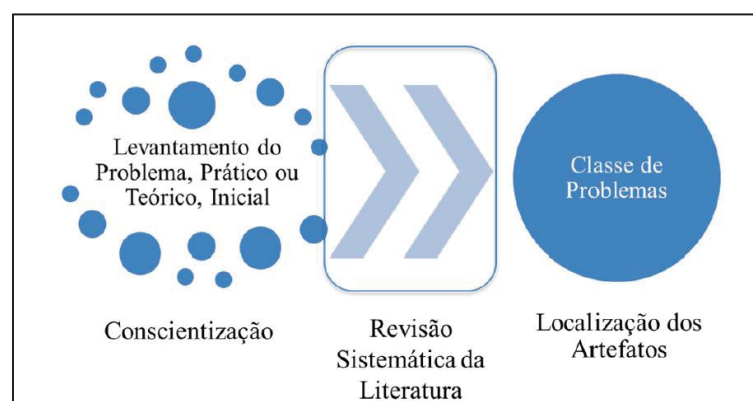 Levantamento do
Problema, Prático ou
Teórico, Inicial
Classe de
Problemas
Conscientização
Revisão
Sistemática da
Literatura
Localização dos
Artefatos